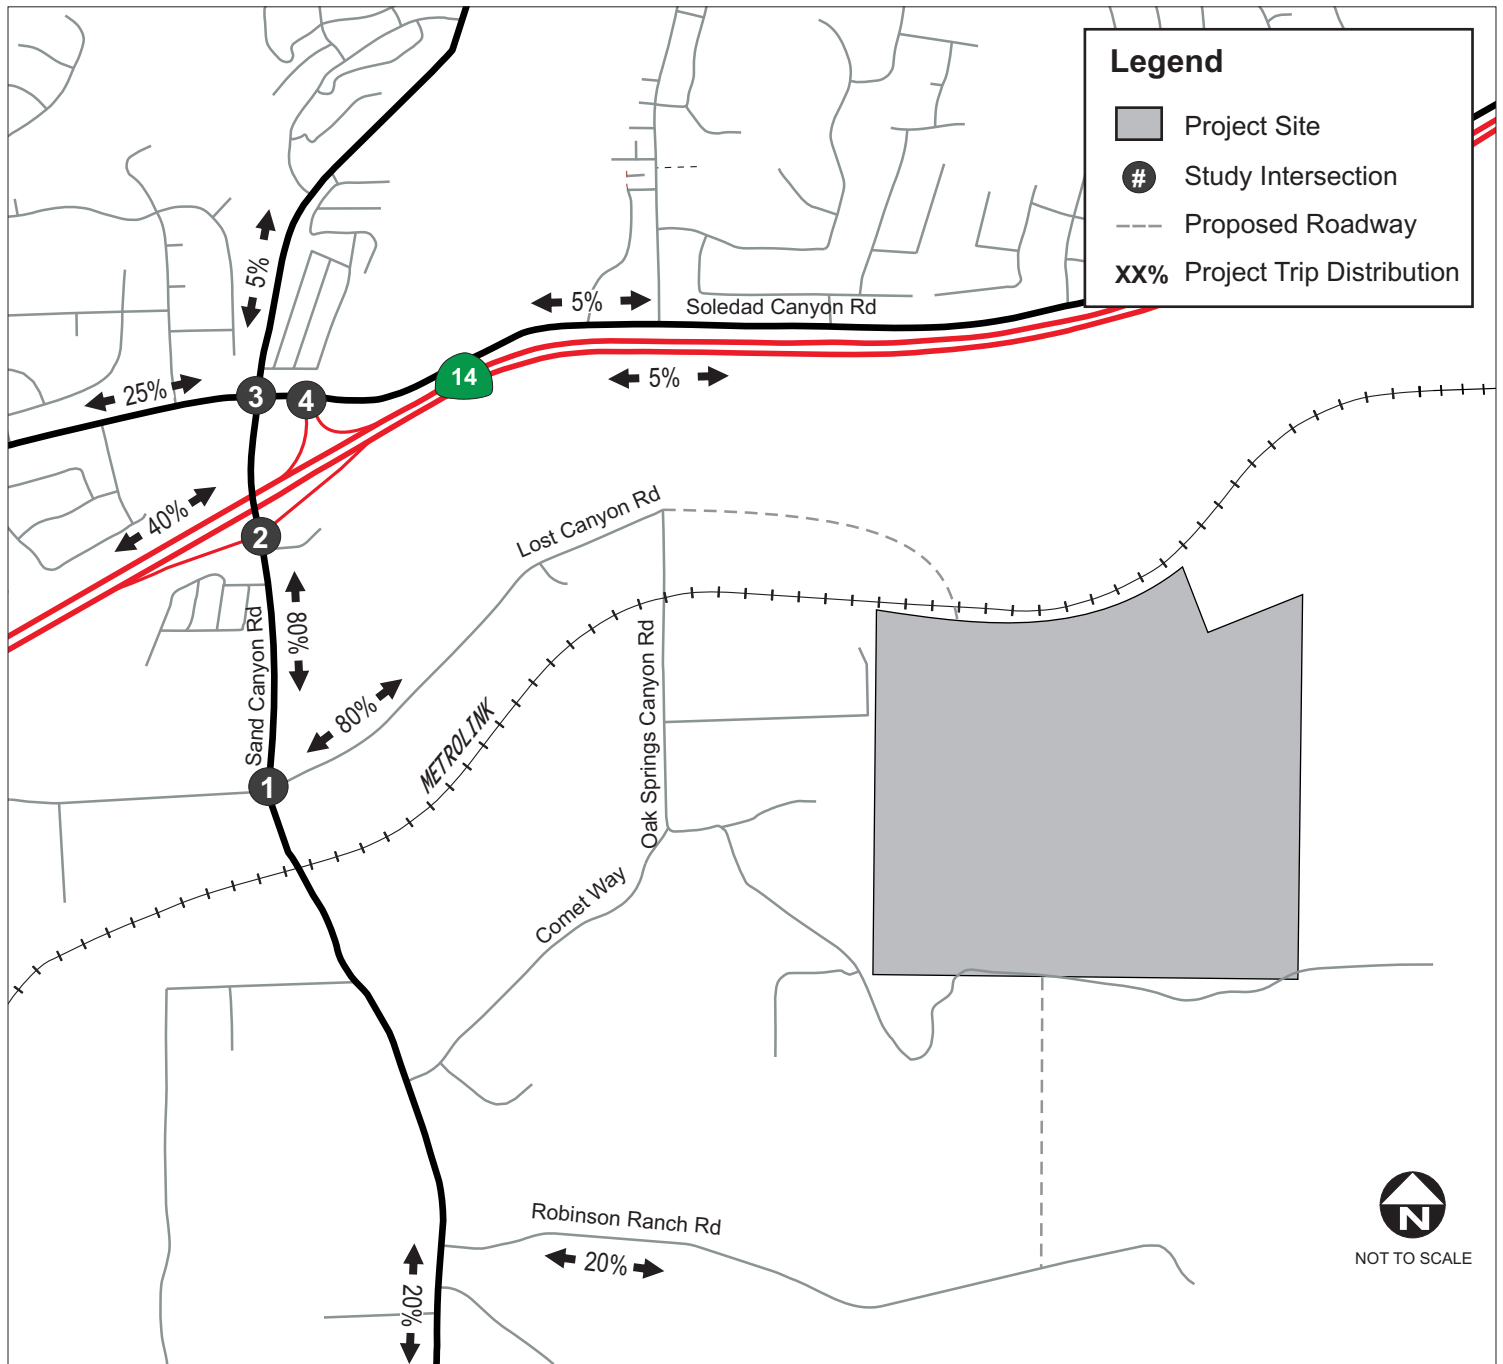 Legend
Project Site
# Study Intersection
Proposed Roadway
XX% Project Trip Distribution
5%
5%
Soledad Canyon Rd
14
5%
25%
3
4
40%
2
Lost Canyon Rd
80%
Sand Canyon Rd
80%
METROLINK
Oak Springs Canyon Rd
1
Comet Way
Robinson Ranch Rd
20%
20%
N
NOT TO SCALE